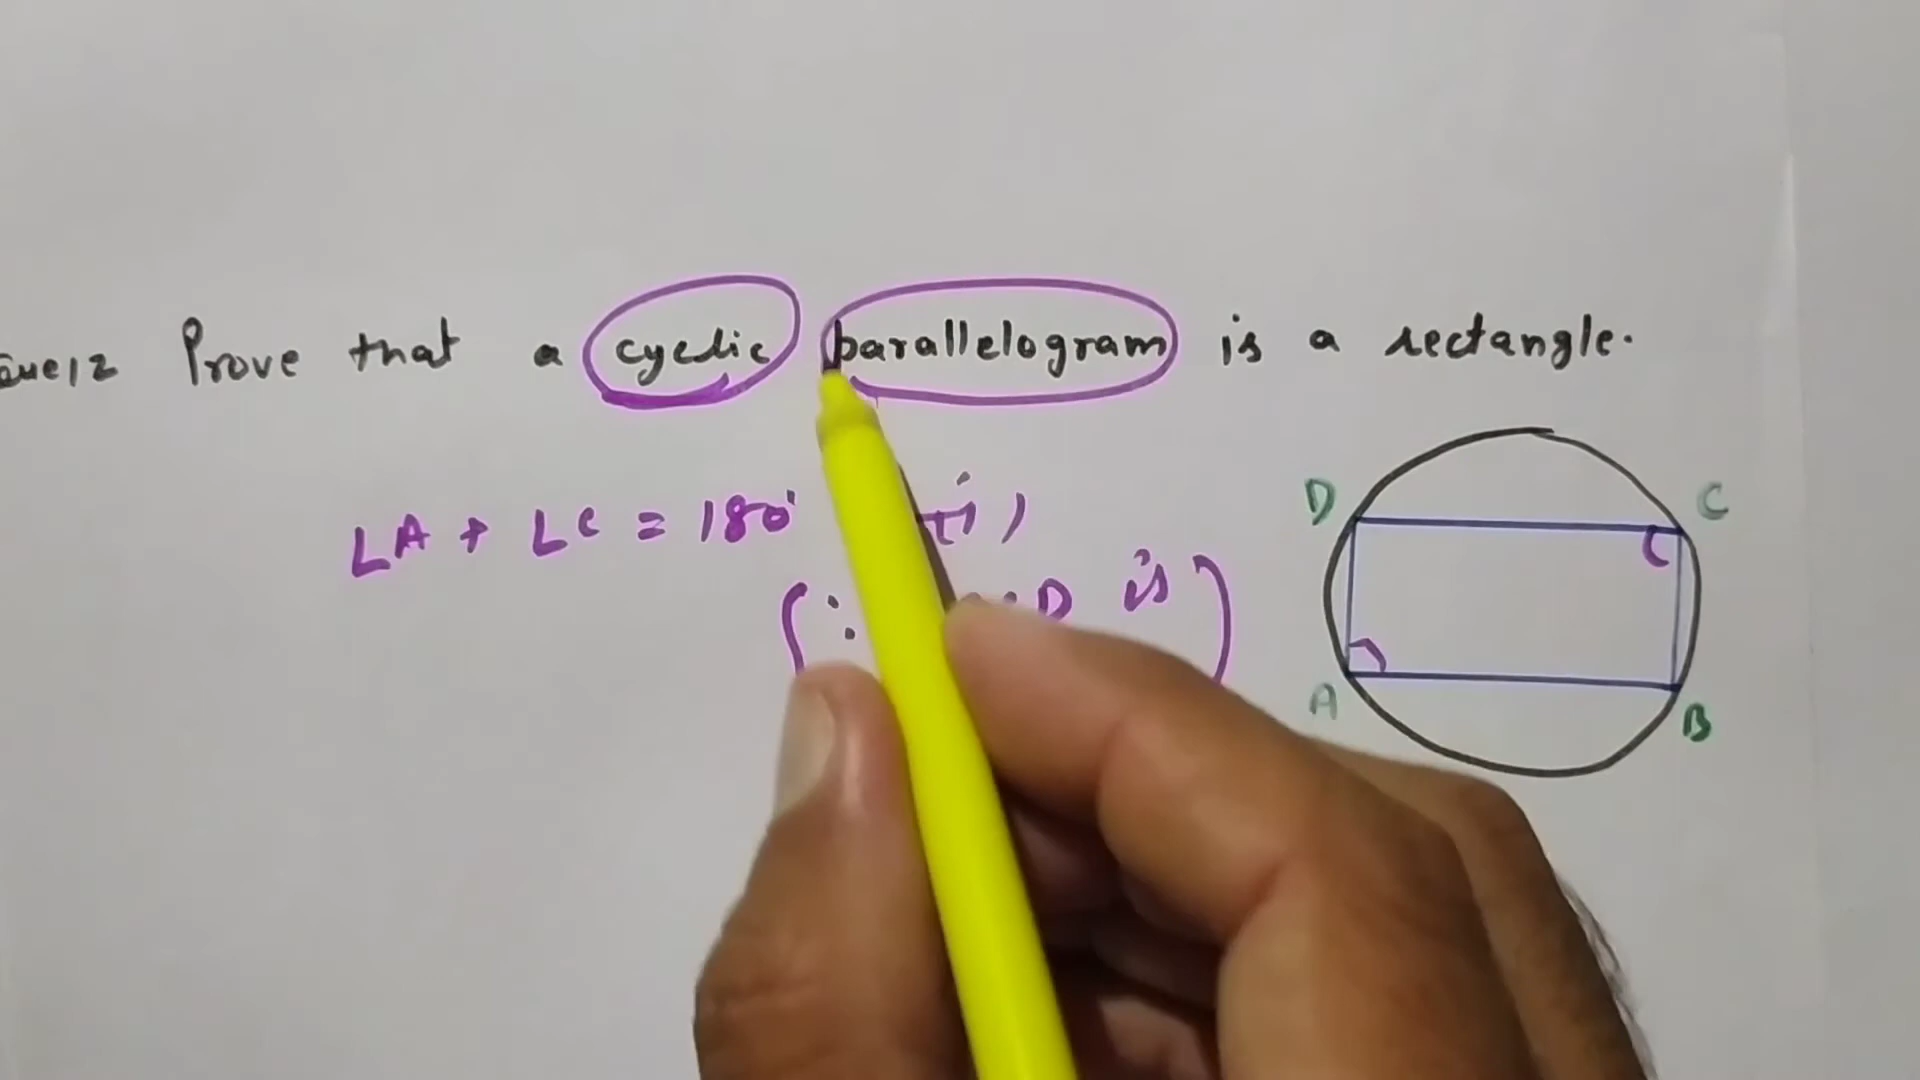 Que12 Prove that a cyclic parallelogram is a rectangle.
∠A + ∠C = 180° (i)
D C
(∵ D is)
A B